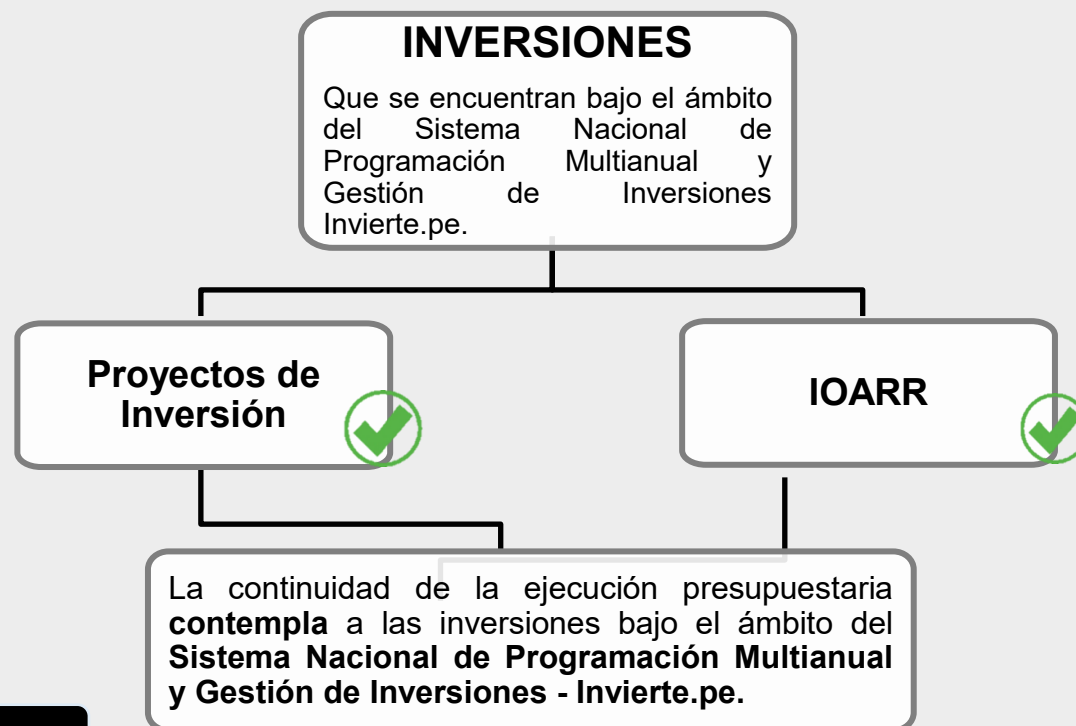 INVERSIONES
Que se encuentran bajo el ámbito
del Sistema Nacional de
Programación Multianual y
Gestión de Inversiones
Invierte.pe.
Proyectos de
Inversión
IOARR
La continuidad de la ejecución presupuestaria
contempla a las inversiones bajo el ámbito del
Sistema Nacional de Programación Multianual
y Gestión de Inversiones - Invierte.pe.